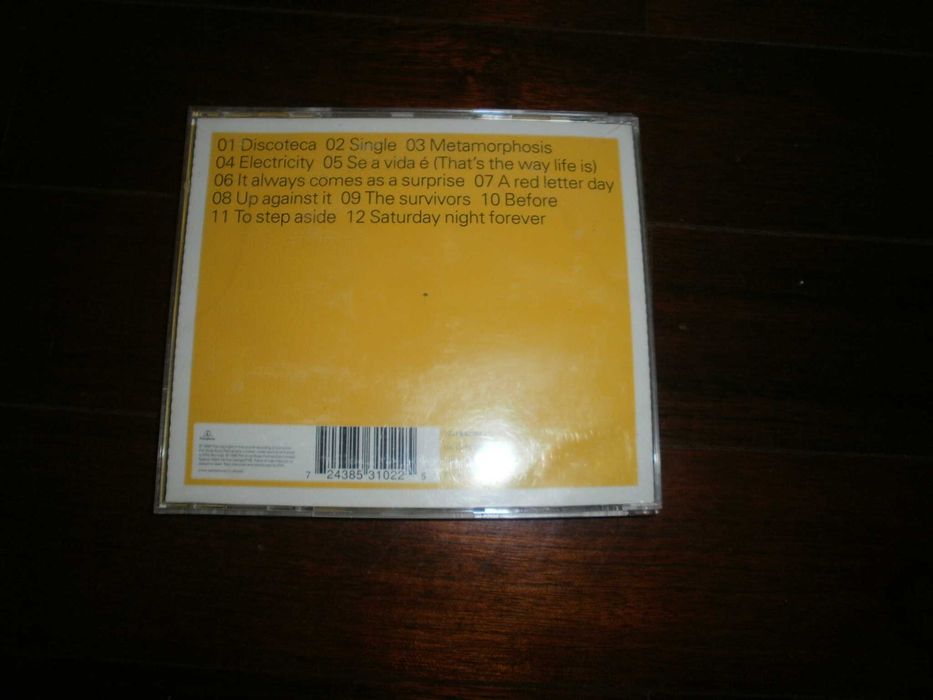 01 Discoteca 02 Single 03 Metamorphosis
04 Electricity 05 Se a vida é (That's the way life is)
06 It always comes as a surprise 07 A red letter day
08 Up against it 09 The survivors 10 Before
11 To step aside 12 Saturday night forever
7 24385 31022 5